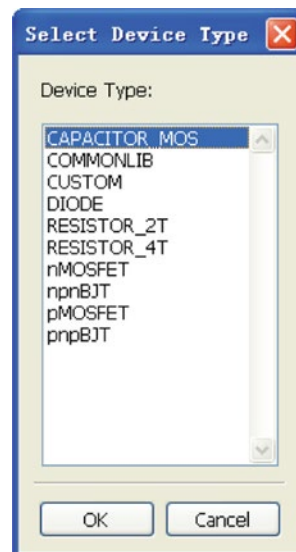 Select Device Type
Device Type:
CAPACITOR_MOS
COMMONLIB
CUSTOM
DIODE
RESISTOR_2T
RESISTOR_4T
nMOSFET
npnBJT
pMOSFET
pnpBJT
OK Cancel